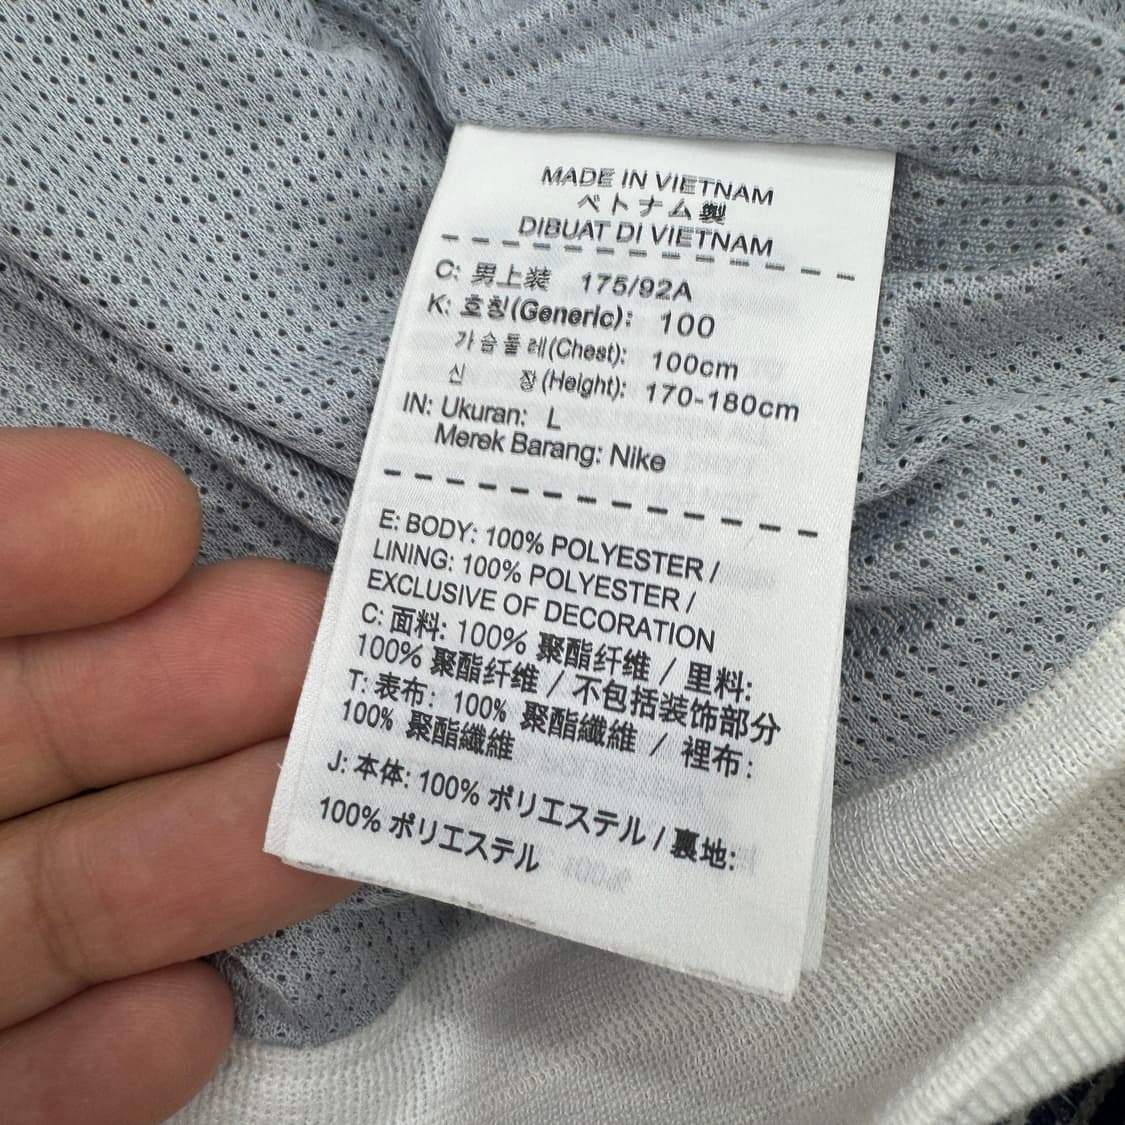 MADE IN VIETNAM
ベトナム製
DIBUAT DI VIETNAM
C: 男上装 175/92A
K: 호칭(Generic): 100
가슴둘레(Chest): 100cm
신 장(Height): 170-180cm
IN: Ukuran: L
Merek Barang: Nike
E: BODY: 100% POLYESTER /
LINING: 100% POLYESTER /
EXCLUSIVE OF DECORATION
C: 面料: 100% 聚酯纤维 / 里料:
100% 聚酯纤维 / 不包括装饰部分
T: 表布: 100% 聚酯纖維 / 裡布:
100% 聚酯纖維
J: 本体: 100% ポリエステル / 裏地:
100% ポリエステル